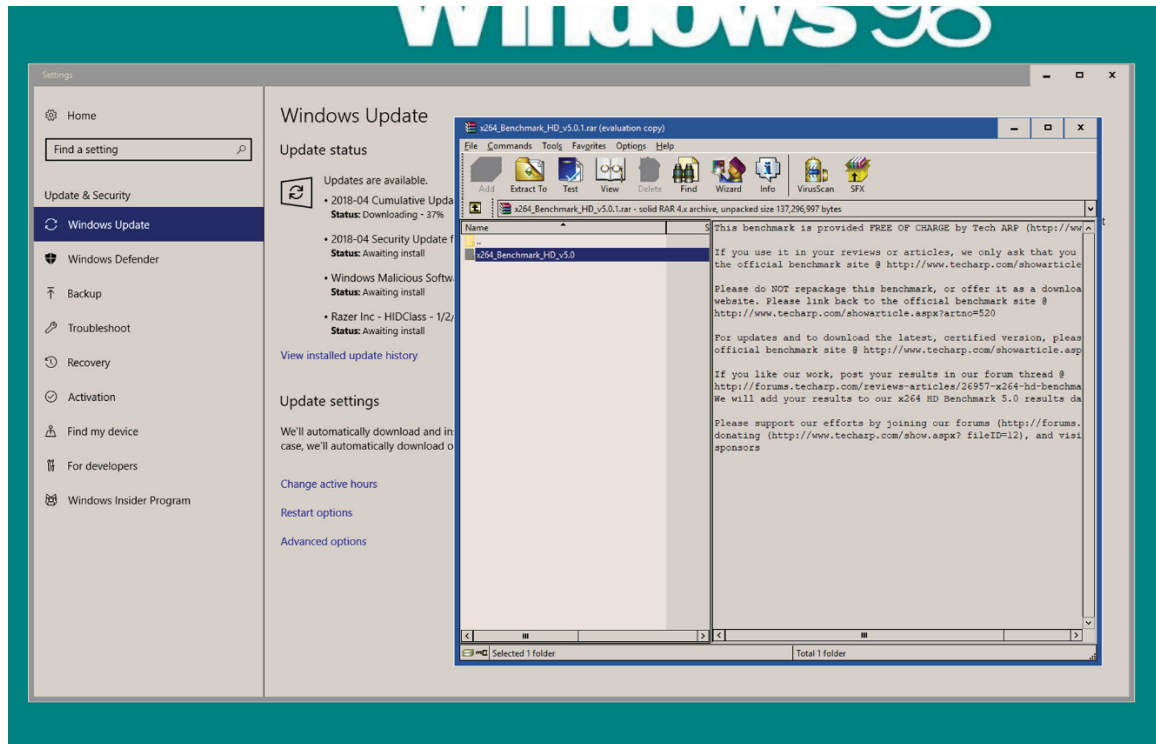 Windows 98
Settings
Home
Find a setting
Update & Security
Windows Update
Windows Defender
Backup
Troubleshoot
Recovery
Activation
Find my device
For developers
Windows Insider Program
Windows Update
Update status
Updates are available.
• 2018-04 Cumulative Upda
Status: Downloading - 37%
• 2018-04 Security Update f
Status: Awaiting install
• Windows Malicious Softw
Status: Awaiting install
• Razer Inc - HIDClass - 1/2/
Status: Awaiting install
View installed update history
Update settings
We'll automatically download and in
case, we'll automatically download o
Change active hours
Restart options
Advanced options
x264_Benchmark_HD_v5.0.1.rar (evaluation copy)
File Commands Tools Favorites Options Help
Add Extract To Test View Delete Find Wizard Info VirusScan SFX
x264_Benchmark_HD_v5.0.1.rar - solid RAR 4.x archive, unpacked size 137,296,997 bytes
Name S
..
x264_Benchmark_HD_v5.0
This benchmark is provided FREE OF CHARGE by Tech ARP (http://ww
If you use it in your reviews or articles, we only ask that you
the official benchmark site @ http://www.techarp.com/showarticle
Please do NOT repackage this benchmark, or offer it as a downloa
website. Please link back to the official benchmark site @
http://www.techarp.com/showarticle.aspx?artno=520
For updates and to download the latest, certified version, pleas
official benchmark site @ http://www.techarp.com/showarticle.asp
If you like our work, post your results in our forum thread @
http://forums.techarp.com/reviews-articles/26957-x264-hd-benchma
We will add your results to our x264 HD Benchmark 5.0 results da
Please support our efforts by joining our forums (http://forums.
donating (http://www.techarp.com/show.aspx? fileID=12), and visi
sponsors
t
Selected 1 folder
Total 1 folder